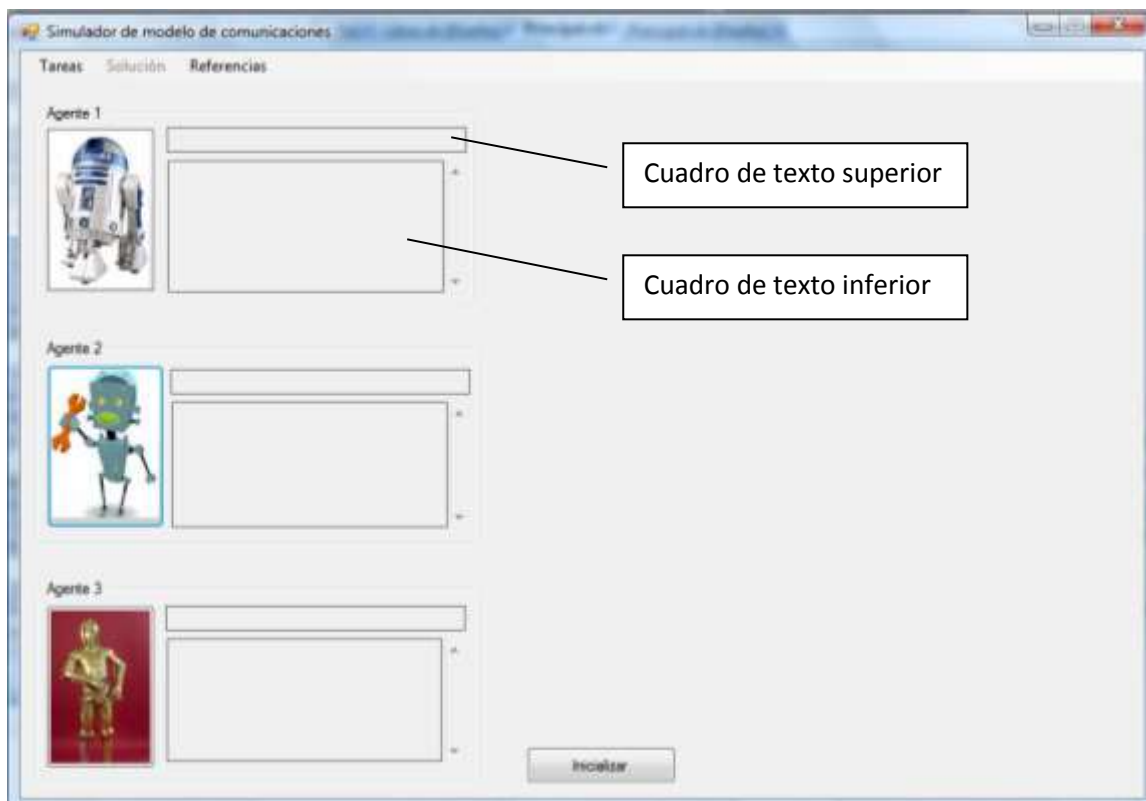 Simulador de modelo de comunicaciones
Tareas Solución Referencias
Agente 1
Cuadro de texto superior
Cuadro de texto inferior
Agente 2
Agente 3
Inicializar